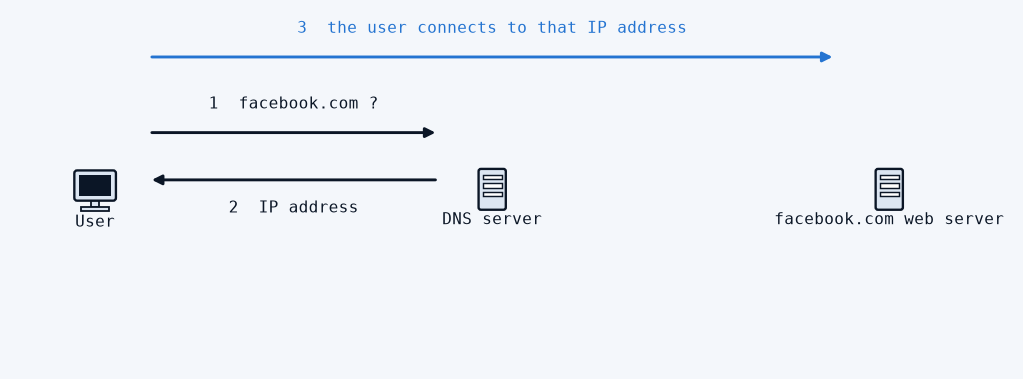 3  the user connects to that IP address
1  facebook.com ?
2  IP address
User
DNS server
facebook.com web server